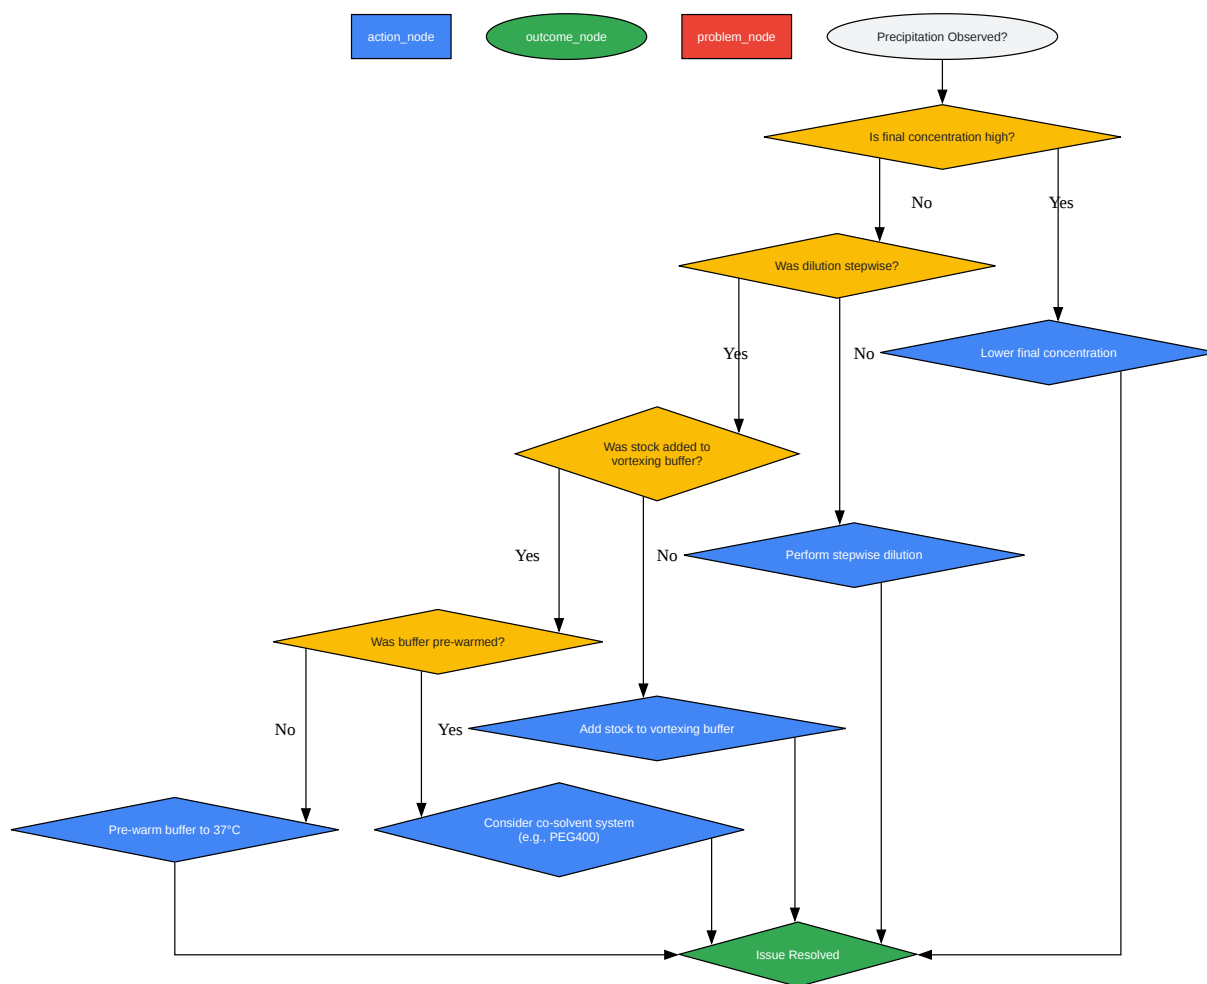 action_node
outcome_node
problem_node
Precipitation Observed?
Is final concentration high?
No
Yes
Was dilution stepwise?
Yes
No
Lower final concentration
Was stock added to
vortexing buffer?
Yes
No
Perform stepwise dilution
Was buffer pre-warmed?
No
Yes
Add stock to vortexing buffer
Pre-warm buffer to 37°C
Consider co-solvent system
(e.g., PEG400)
Issue Resolved